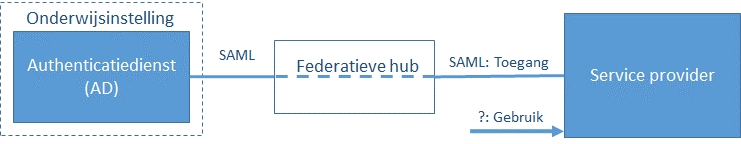 Onderwijsinstelling
Authenticatiedienst
(AD)
SAML
Federatieve hub
SAML: Toegang
?: Gebruik
Service provider